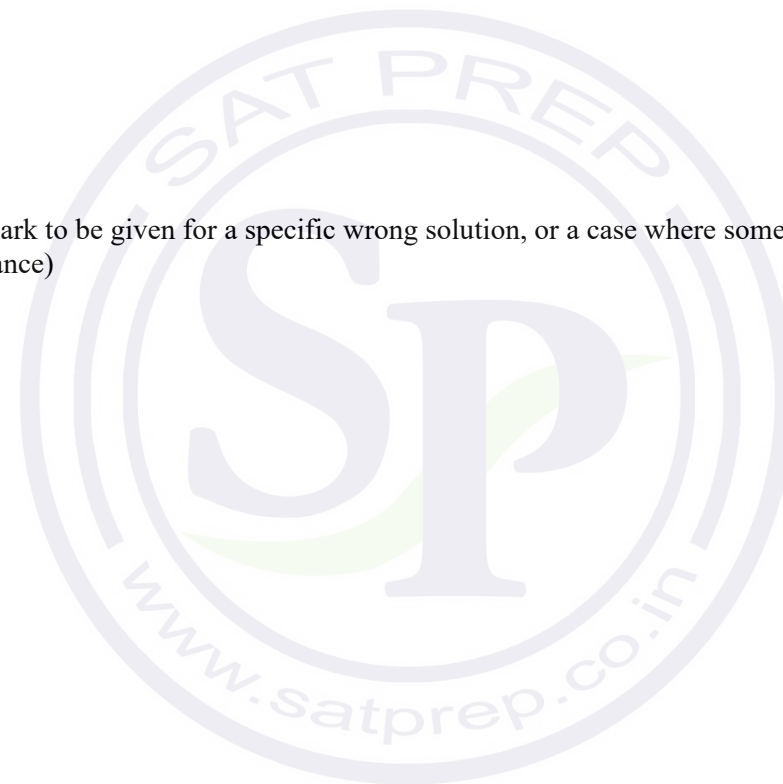 SAT PREP
ark to be given for a specific wrong solution, or a case where some
ance)
SP
www.satprep.co.in